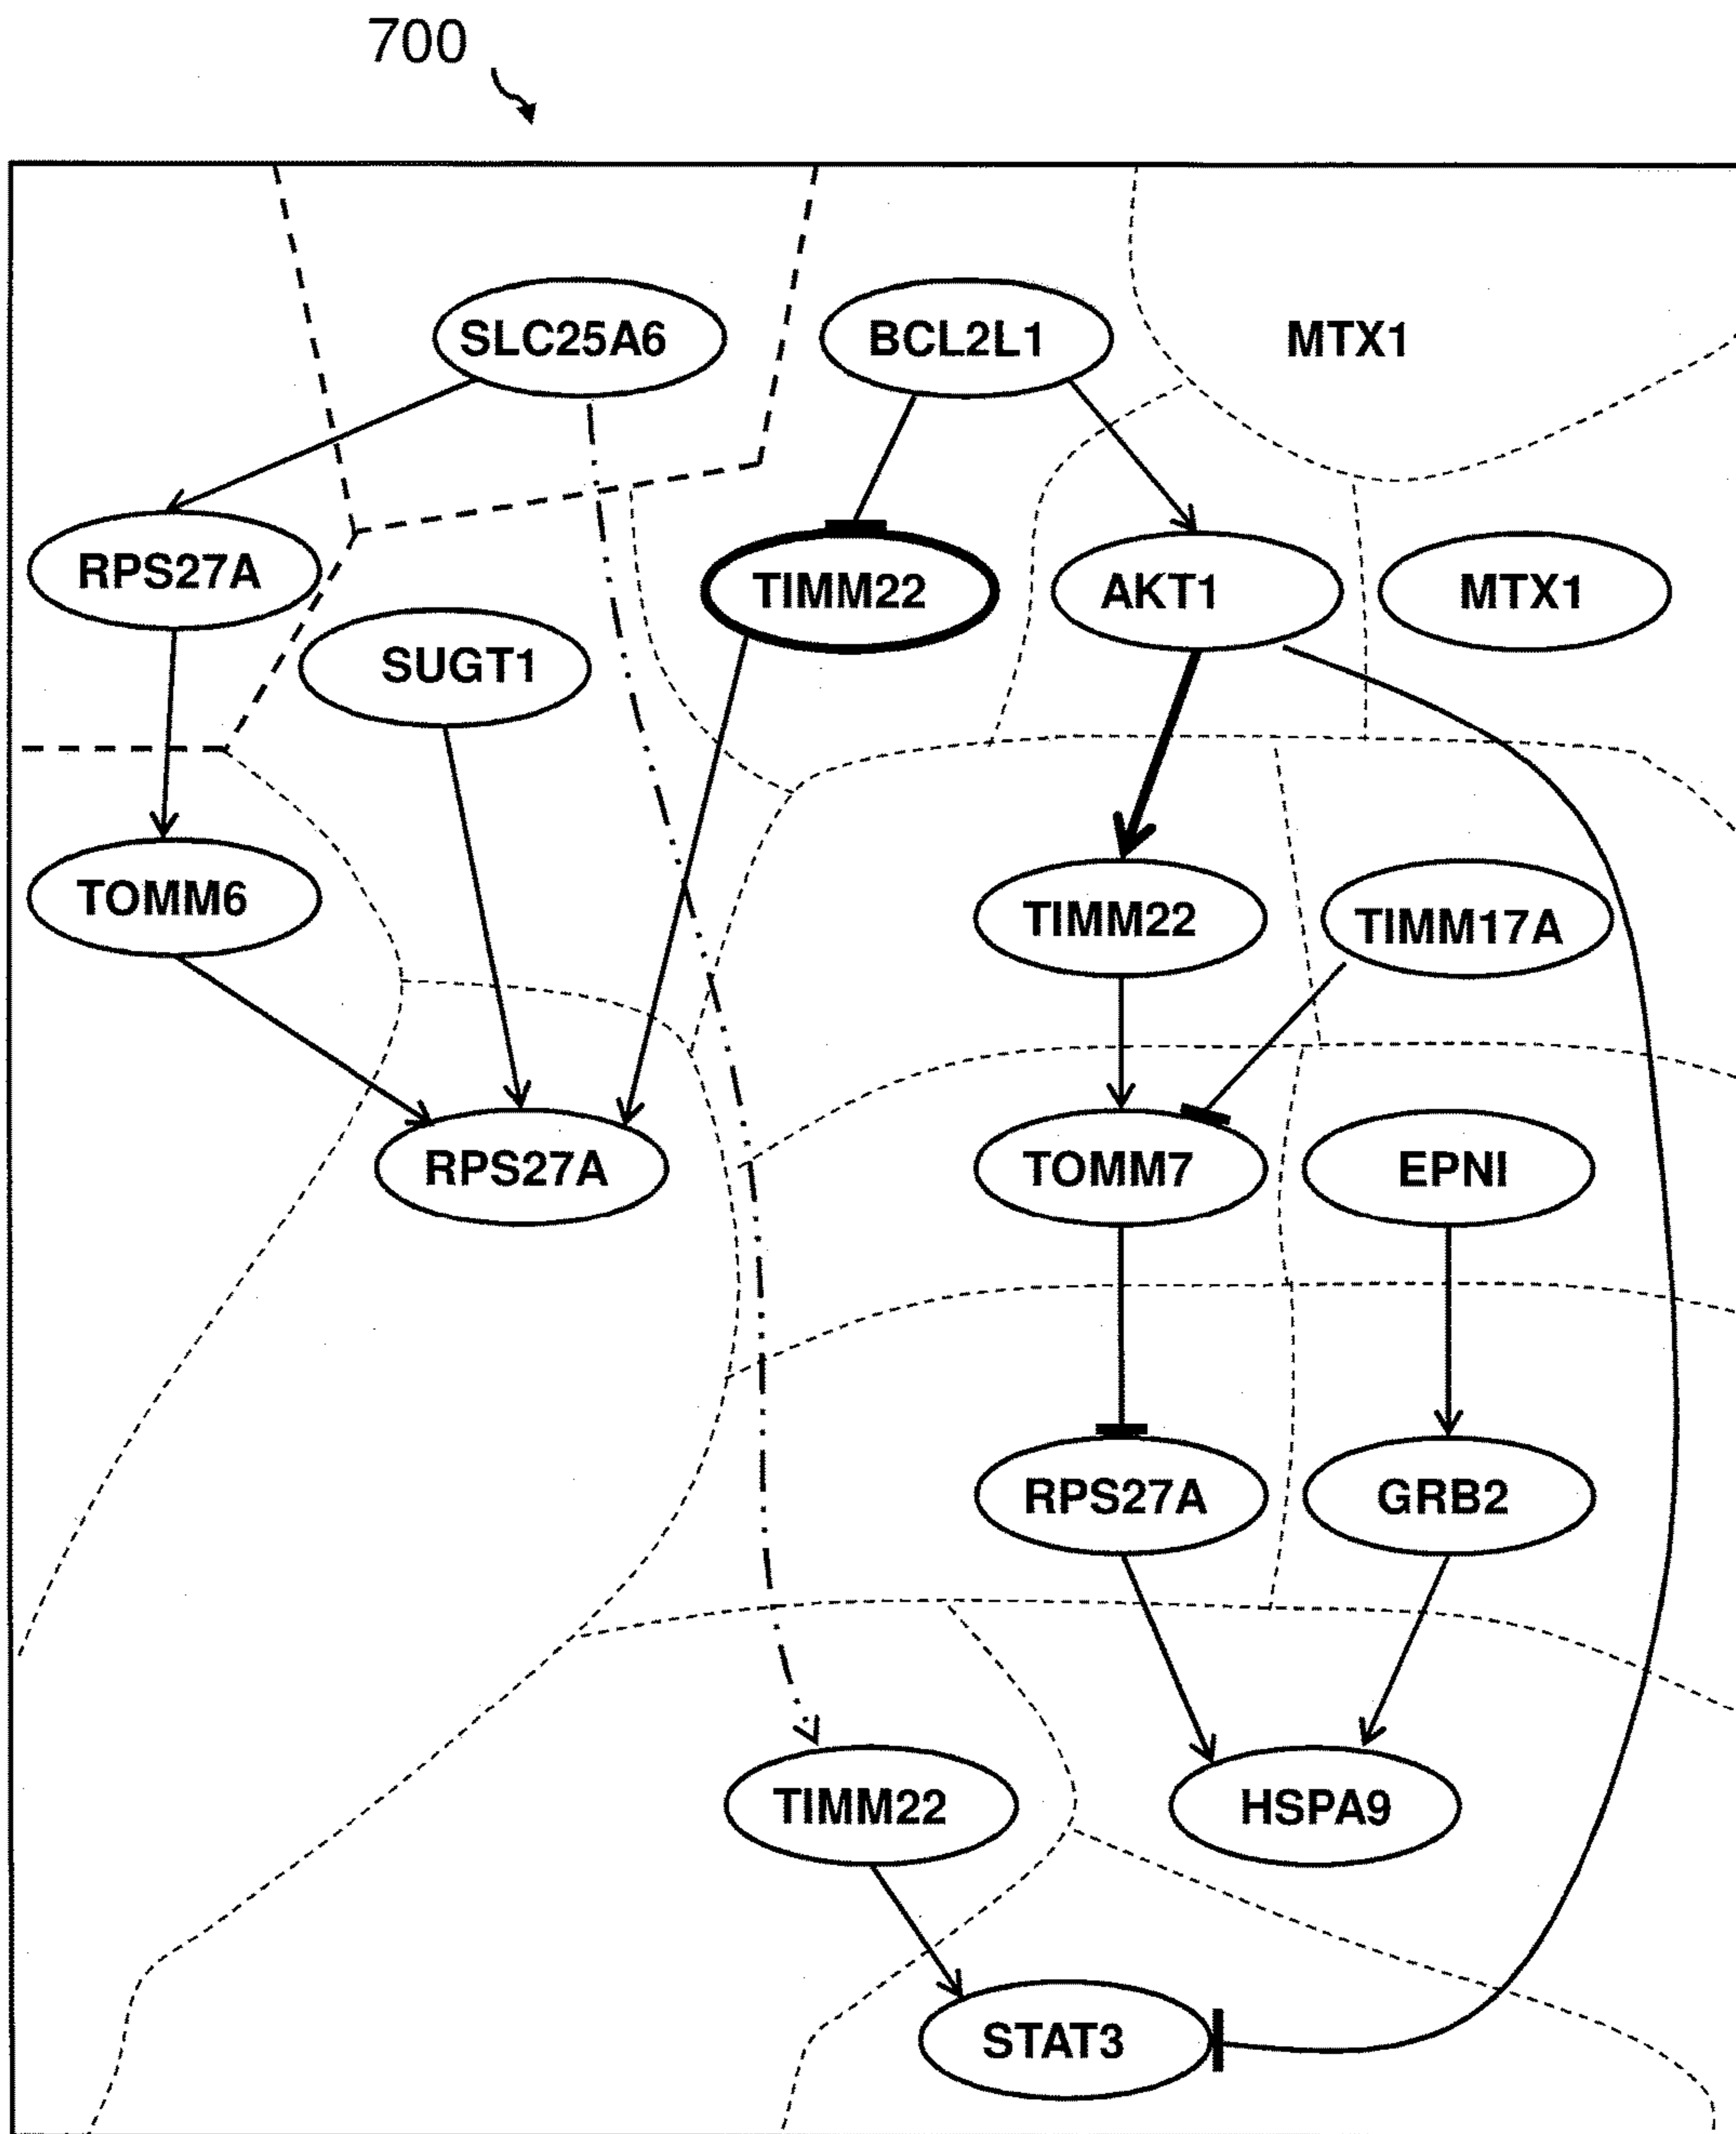 700
SLC25A6
BCL2L1
MTX1
RPS27A
TIMM22
AKT1
MTX1
SUGT1
TOMM6
TIMM22
TIMM17A
RPS27A
TOMM7
EPNI
RPS27A
GRB2
TIMM22
HSPA9
STAT3